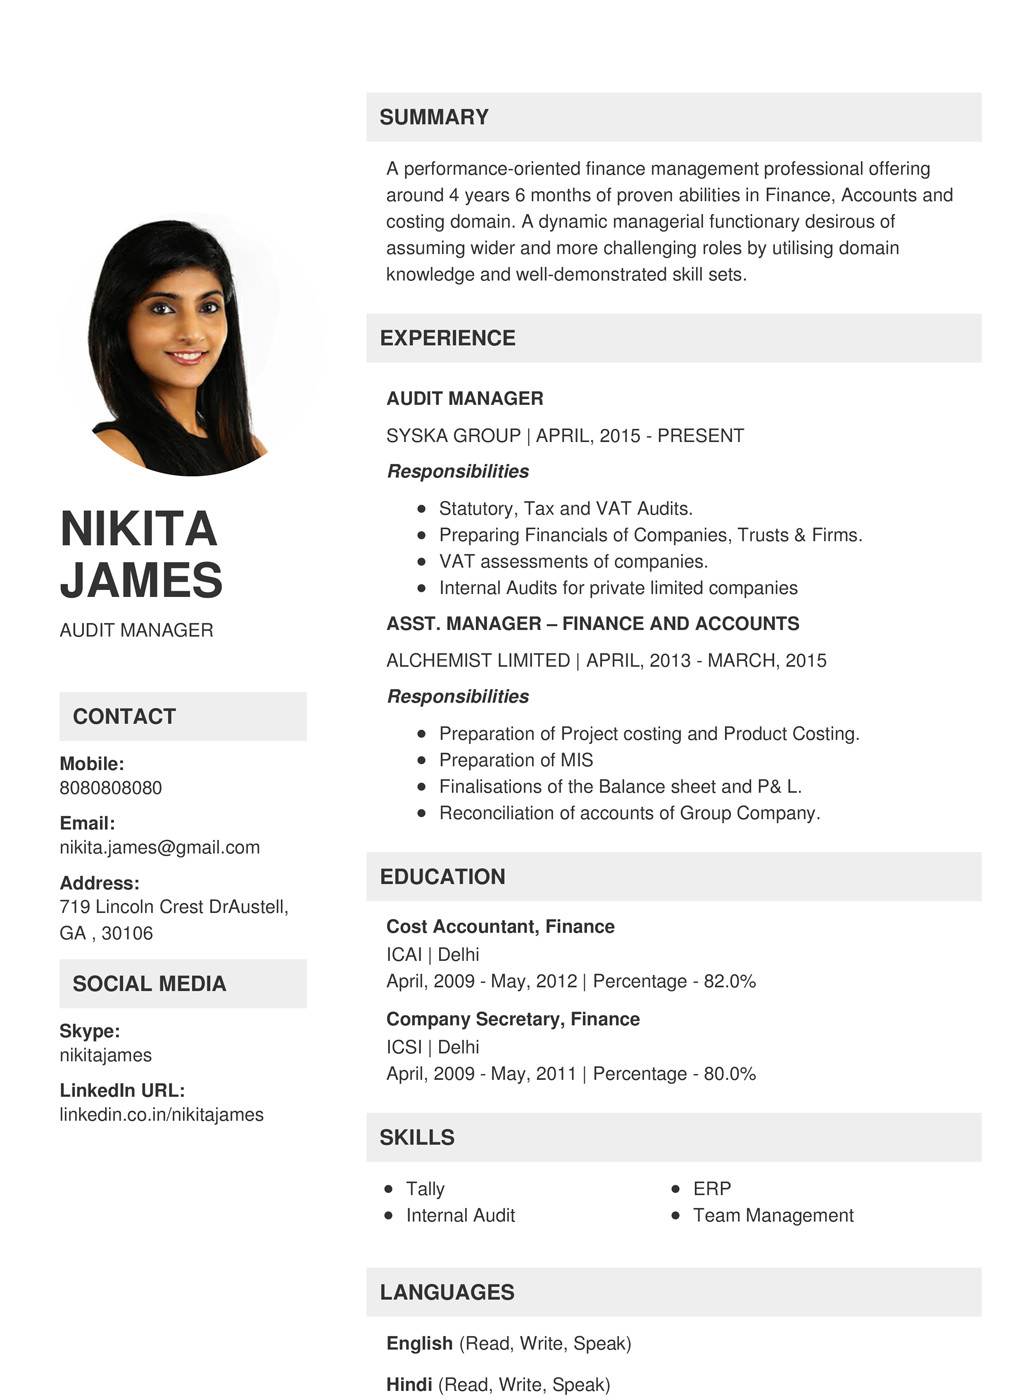 NIKITA
JAMES
AUDIT MANAGER
CONTACT
Mobile:
8080808080
Email:
nikita.james@gmail.com
Address:
719 Lincoln Crest DrAustell,
GA , 30106
SOCIAL MEDIA
Skype:
nikitajames
LinkedIn URL:
linkedin.co.in/nikitajames
SUMMARY
A performance-oriented finance management professional offering
around 4 years 6 months of proven abilities in Finance, Accounts and
costing domain. A dynamic managerial functionary desirous of
assuming wider and more challenging roles by utilising domain
knowledge and well-demonstrated skill sets.
EXPERIENCE
AUDIT MANAGER
SYSKA GROUP | APRIL, 2015 - PRESENT
Responsibilities
● Statutory, Tax and VAT Audits.
● Preparing Financials of Companies, Trusts & Firms.
● VAT assessments of companies.
● Internal Audits for private limited companies
ASST. MANAGER – FINANCE AND ACCOUNTS
ALCHEMIST LIMITED | APRIL, 2013 - MARCH, 2015
Responsibilities
● Preparation of Project costing and Product Costing.
● Preparation of MIS
● Finalisations of the Balance sheet and P& L.
● Reconciliation of accounts of Group Company.
EDUCATION
Cost Accountant, Finance
ICAI | Delhi
April, 2009 - May, 2012 | Percentage - 82.0%
Company Secretary, Finance
ICSI | Delhi
April, 2009 - May, 2011 | Percentage - 80.0%
SKILLS
● Tally
● Internal Audit
● ERP
● Team Management
LANGUAGES
English (Read, Write, Speak)
Hindi (Read, Write, Speak)